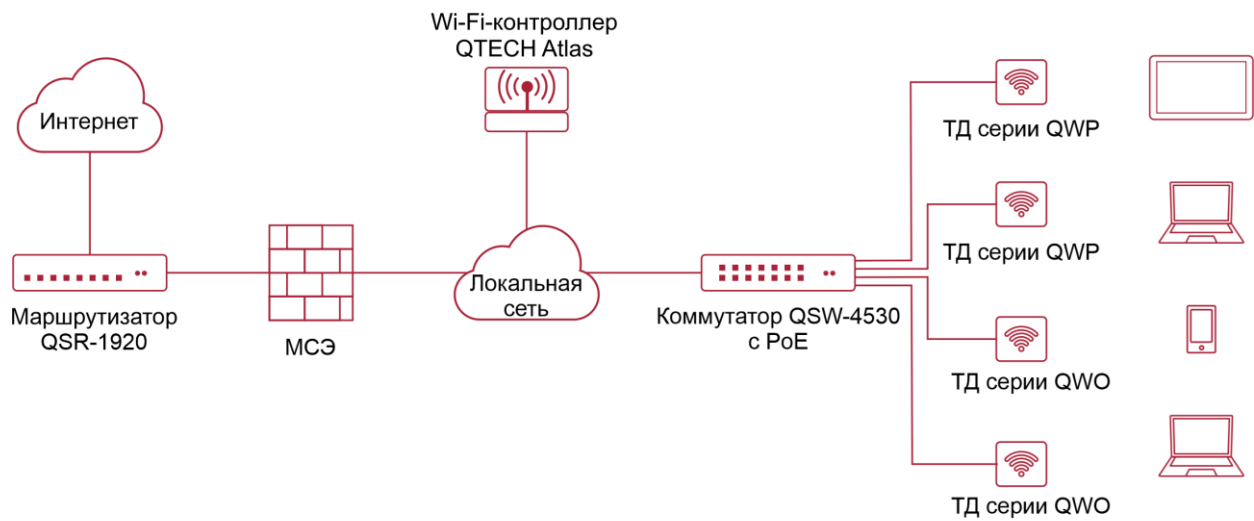 Wi-Fi-контроллер
QTECH Atlas
Интернет
ТД серии QWP
ТД серии QWP
Локальная
сеть
Маршрутизатор
QSR-1920
МСЭ
Коммутатор QSW-4530
с PoE
ТД серии QWO
ТД серии QWO